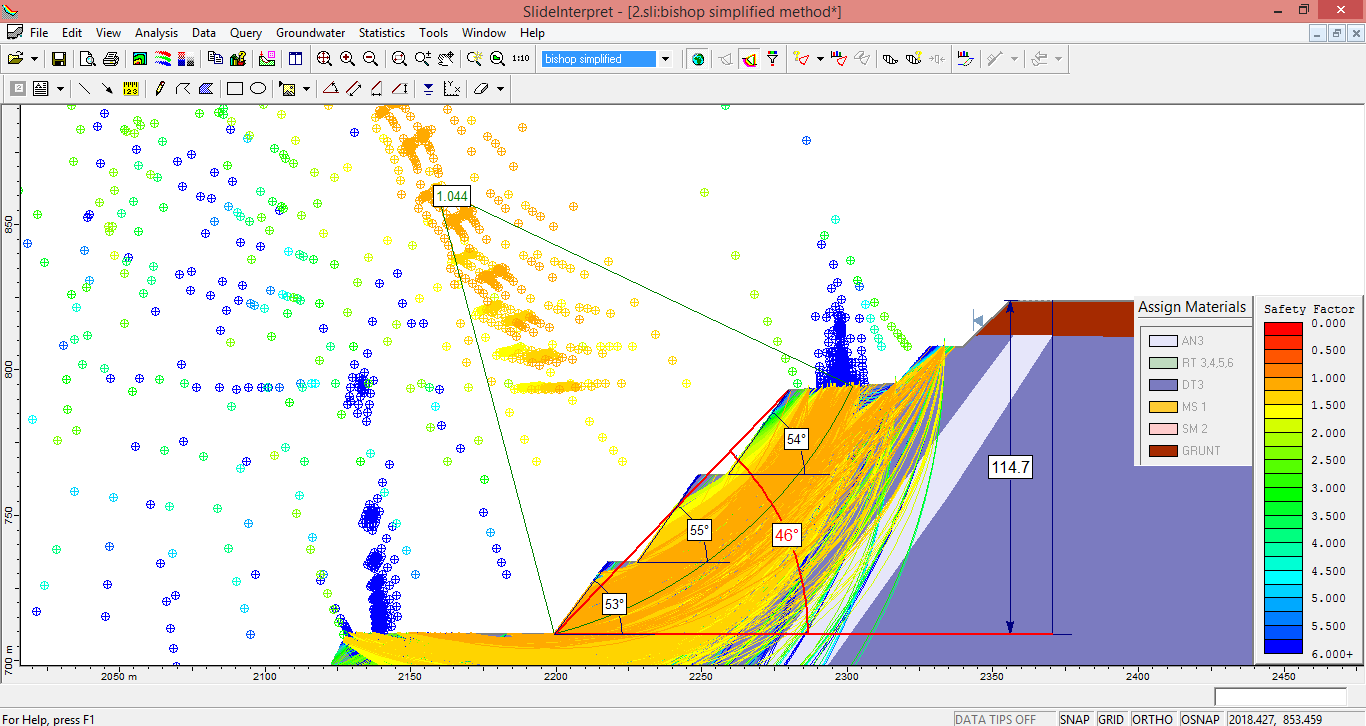 SlideInterpret - [2.sli:bishop simplified method*]
File Edit View Analysis Data Query Groundwater Statistics Tools Window Help
1:10
bishop simplified
123
1.044
850
800
750
700 m
54°
55°
46°
53°
114.7
Assign Materials
AN3
RT 3,4,5,6
DT3
MS 1
SM 2
GRUNT
Safety Factor
0.000
0.500
1.000
1.500
2.000
2.500
3.000
3.500
4.000
4.500
5.000
5.500
6.000+
2050 m 2100 2150 2200 2250 2300 2350 2400 2450
For Help, press F1 DATA TIPS OFF SNAP GRID ORTHO OSNAP 2018.427, 853.459